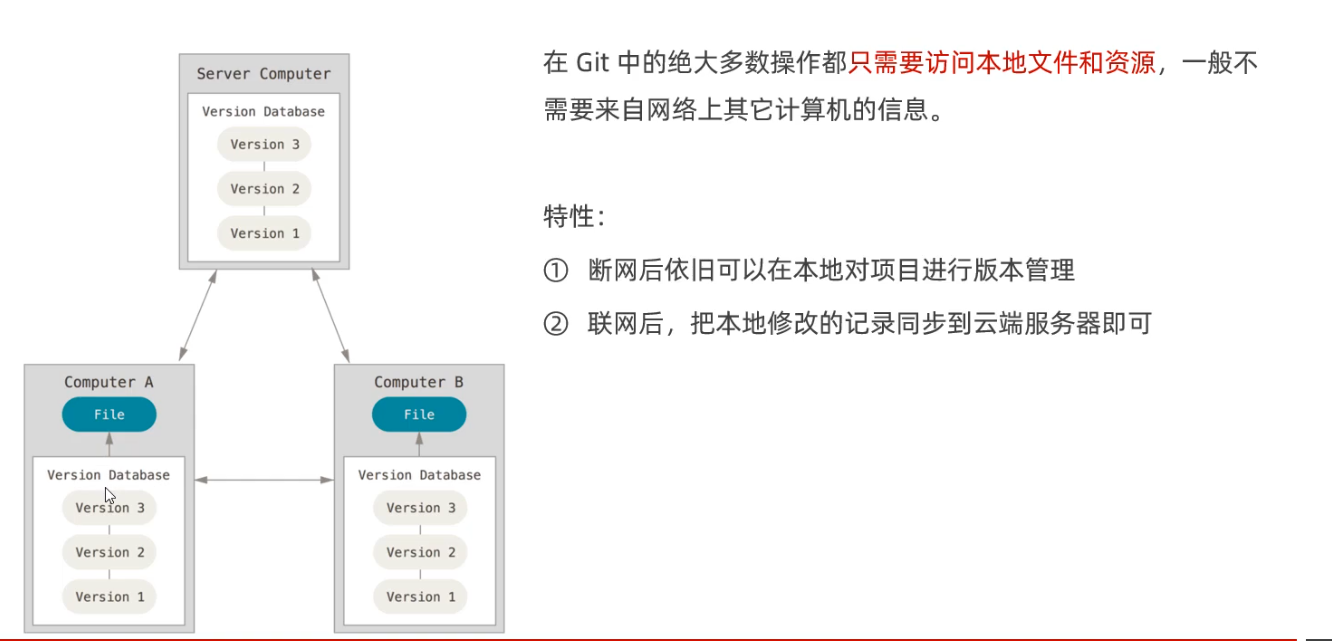 Server Computer
Version Database
Version 3
Version 2
Version 1
在 Git 中的绝大多数操作都只需要访问本地文件和资源，一般不
需要来自网络上其它计算机的信息。
特性：
① 断网后依旧可以在本地对项目进行版本管理
② 联网后，把本地修改的记录同步到云端服务器即可
Computer A
File
Version Database
Version 3
Version 2
Version 1
Computer B
File
Version Database
Version 3
Version 2
Version 1